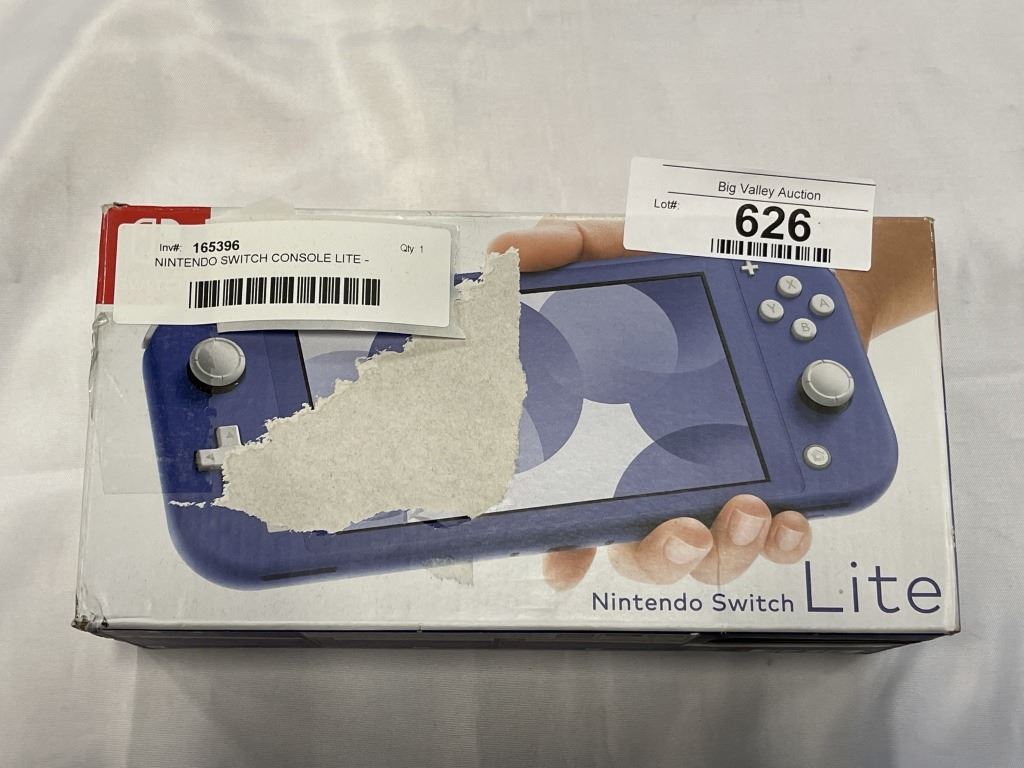 Big Valley Auction
Lot#:
626
Inv#: 165396 Qty: 1
NINTENDO SWITCH CONSOLE LITE -
X
Y A
B
Nintendo Switch Lite